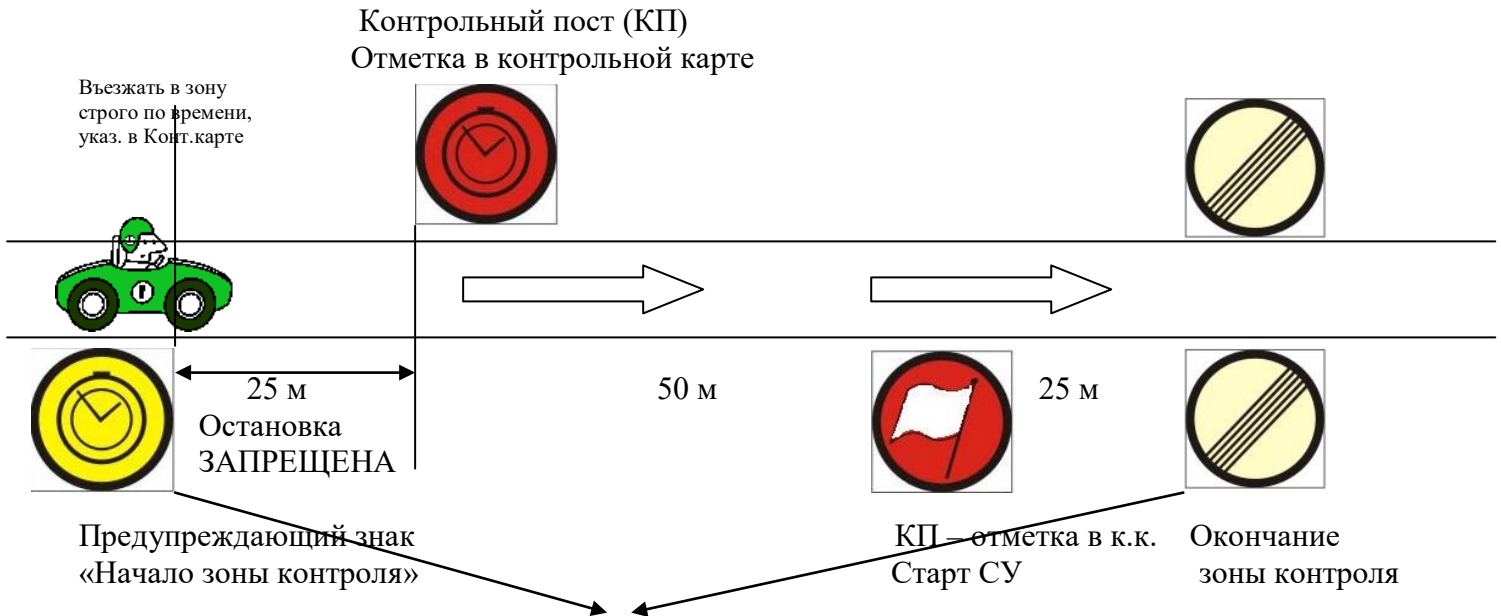 Контрольный пост (КП)
Отметка в контрольной карте
Въезжать в зону
строго по времени,
указ. в Конт.карте
25 м
50 м
25 м
Остановка
ЗАПРЕЩЕНА
Предупреждающий знак
«Начало зоны контроля»
КП – отметка в к.к.
Старт СУ
Окончание
зоны контроля